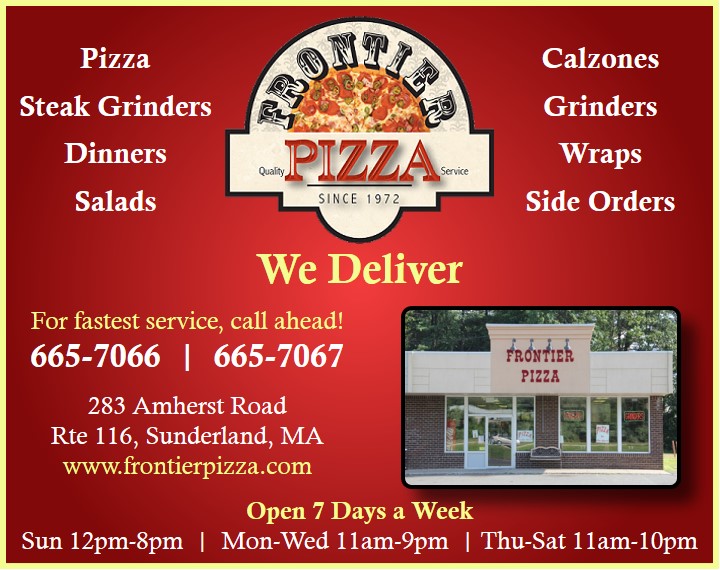 Pizza
Steak Grinders
Dinners
Salads
FRONTIER
Quality PIZZA Service
SINCE 1972
Calzones
Grinders
Wraps
Side Orders
We Deliver
For fastest service, call ahead!
665-7066 | 665-7067
283 Amherst Road
Rte 116, Sunderland, MA
www.frontierpizza.com
FRONTIER
PIZZA
Open 7 Days a Week
Sun 12pm-8pm | Mon-Wed 11am-9pm | Thu-Sat 11am-10pm